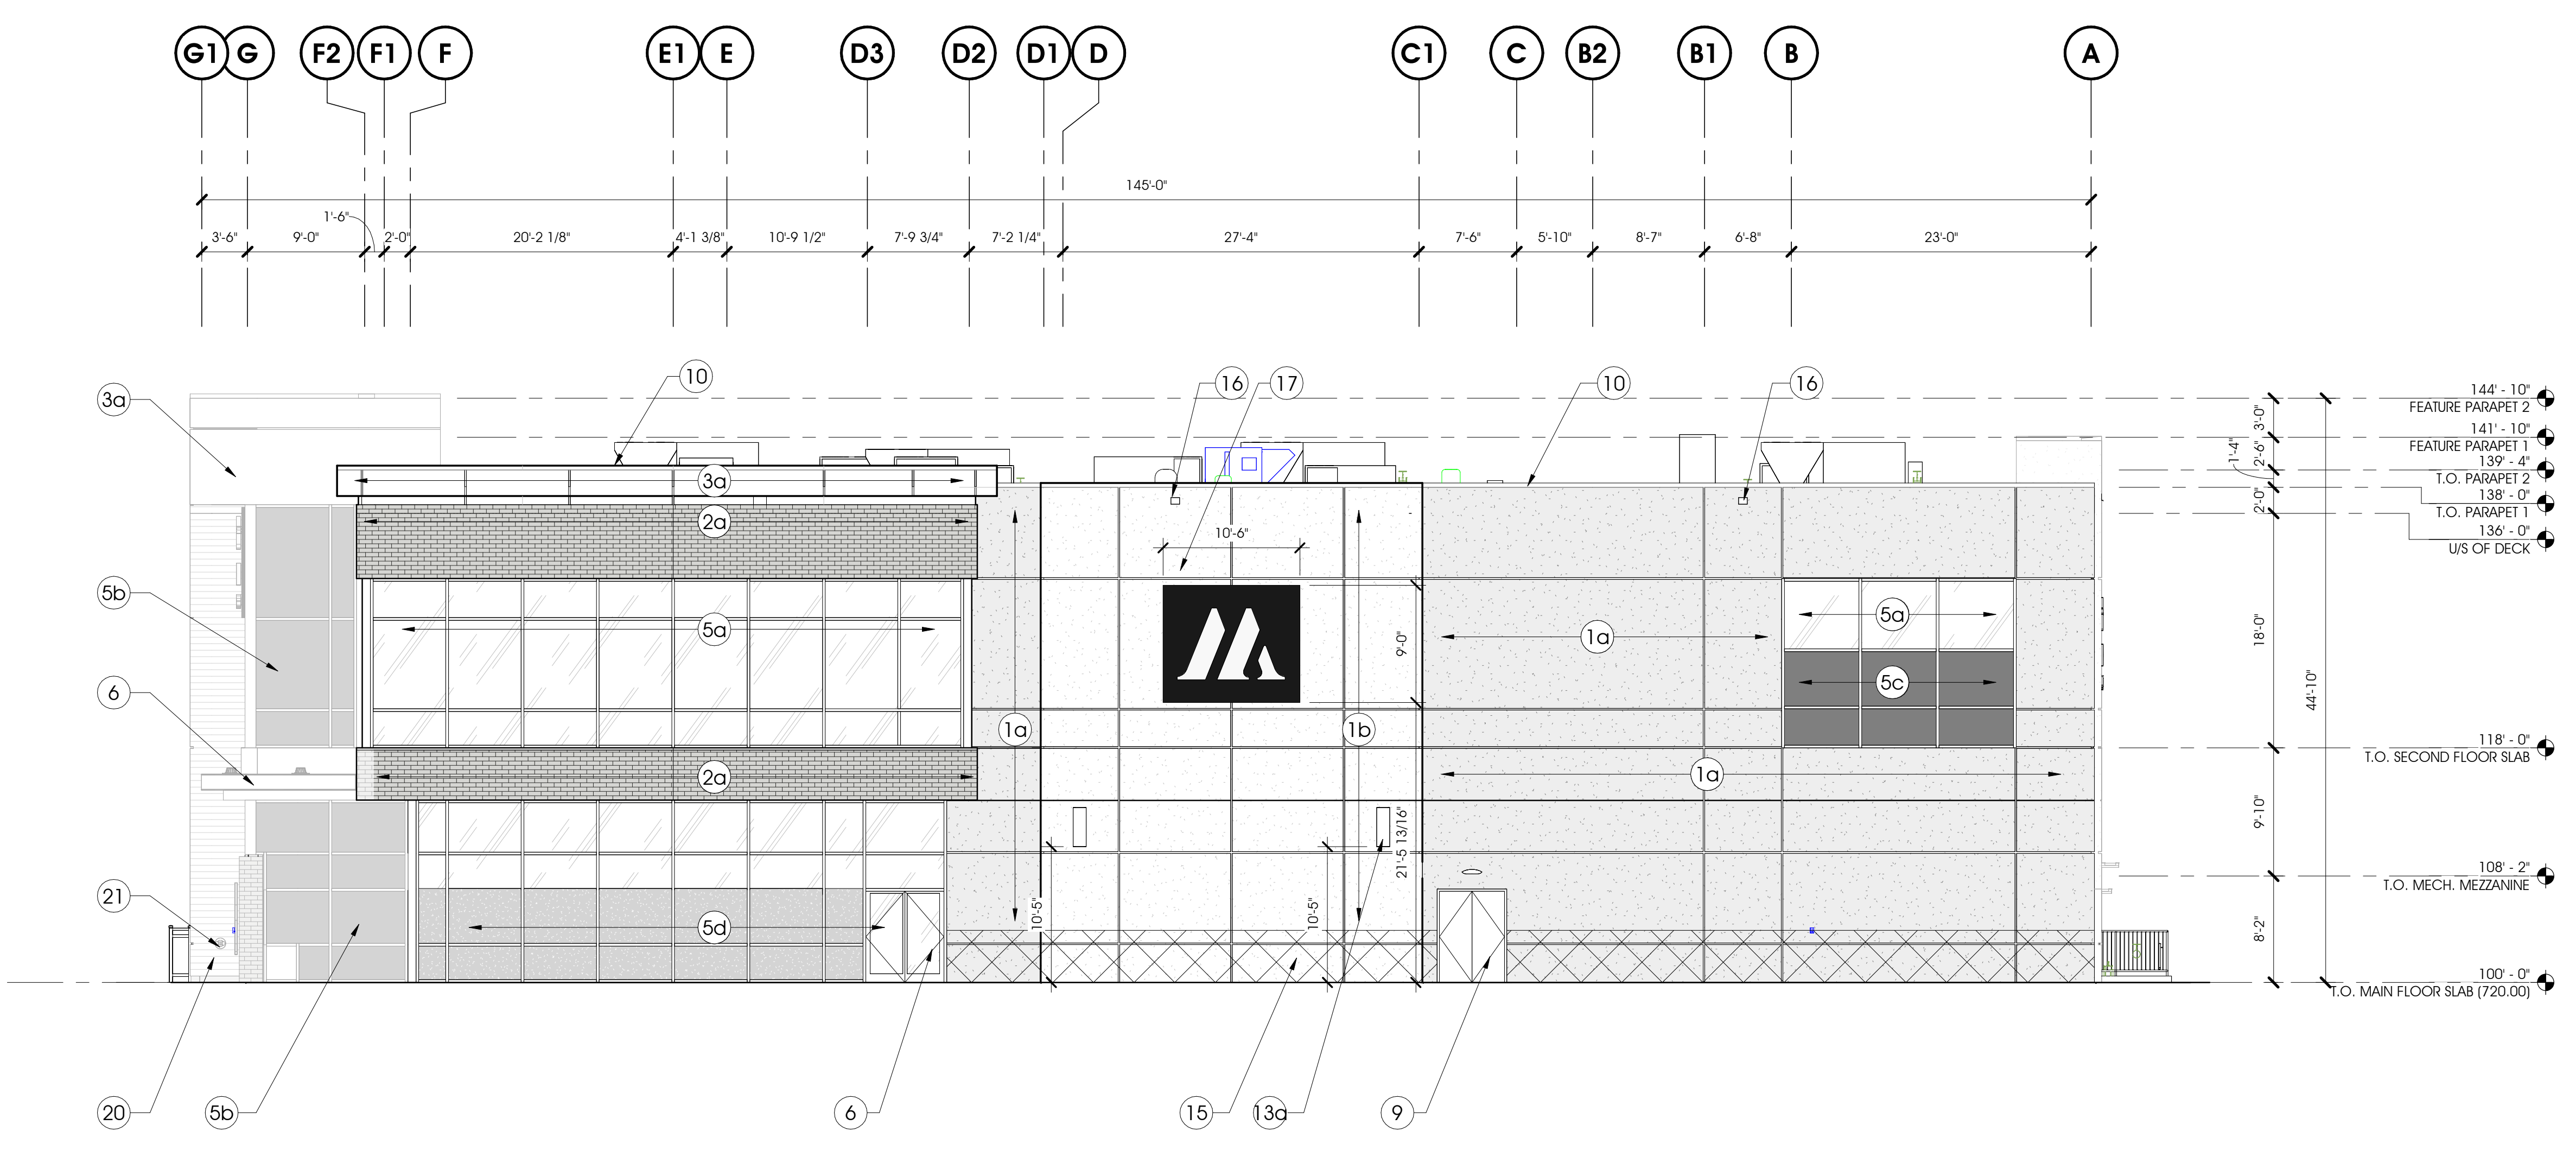 G1 G F2 F1 F E1 E D3 D2 D1 D C1 C B2 B1 B A
145'-0"
1'-6"
3'-6" 9'-0" 2'-0" 20'-2 1/8" 4'-1 3/8" 10'-9 1/2" 7'-9 3/4" 7'-2 1/4" 27'-4" 7'-6" 5'-10" 8'-7" 6'-8" 23'-0"
10 16 17 10 16
3a
144' - 10"
FEATURE PARAPET 2
3'-0"
141' - 10"
FEATURE PARAPET 1
1'-4"
2'-6"
139' - 4"
T.O. PARAPET 2
3a
138' - 0"
T.O. PARAPET 1
2'-0"
2a
10'-6"
136' - 0"
U/S OF DECK
5b
5a
9'-0"
1a
5a
18'-0"
6
5c
44'-10"
1a
1b
118' - 0"
T.O. SECOND FLOOR SLAB
2a
1a
9'-10"
21'-5 13/16"
108' - 2"
T.O. MECH. MEZZANINE
21
5d
10'-5"
10'-5"
8'-2"
100' - 0"
T.O. MAIN FLOOR SLAB (720.00)
20 5b 6 15 13a 9